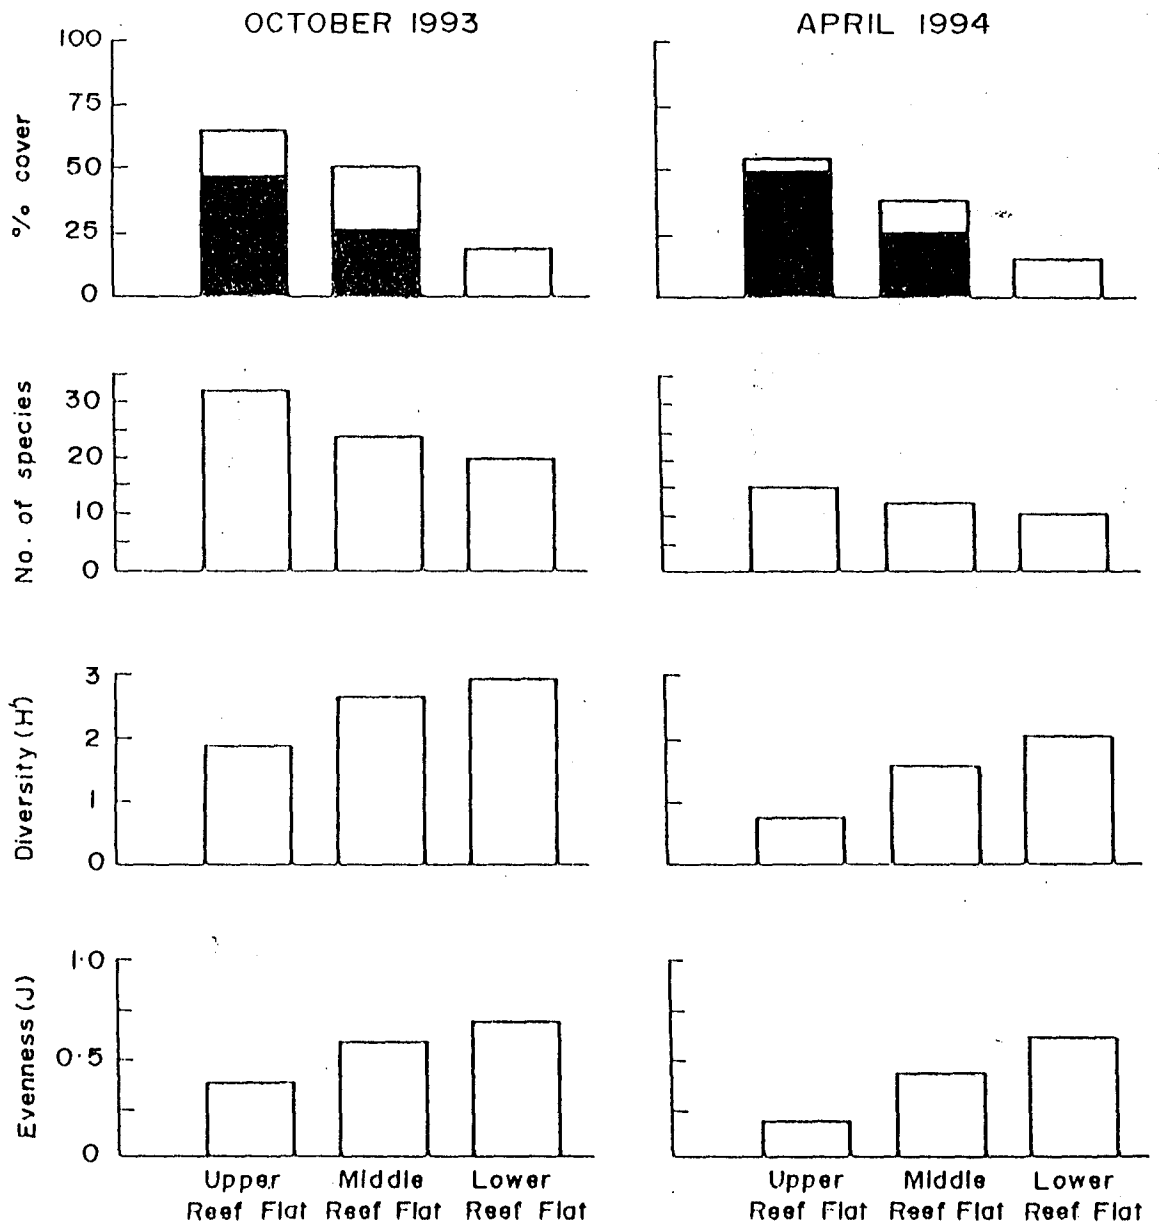 OCTOBER 1993
APRIL 1994
% cover
100
75
50
25
0
No. of species
30
20
10
0
Diversity (H')
3
2
1
0
Evenness (J)
1·0
0·5
0
Upper Reef Flat
Middle Reef Flat
Lower Reef Flat
Upper Reef Flat
Middle Reef Flat
Lower Reef Flat